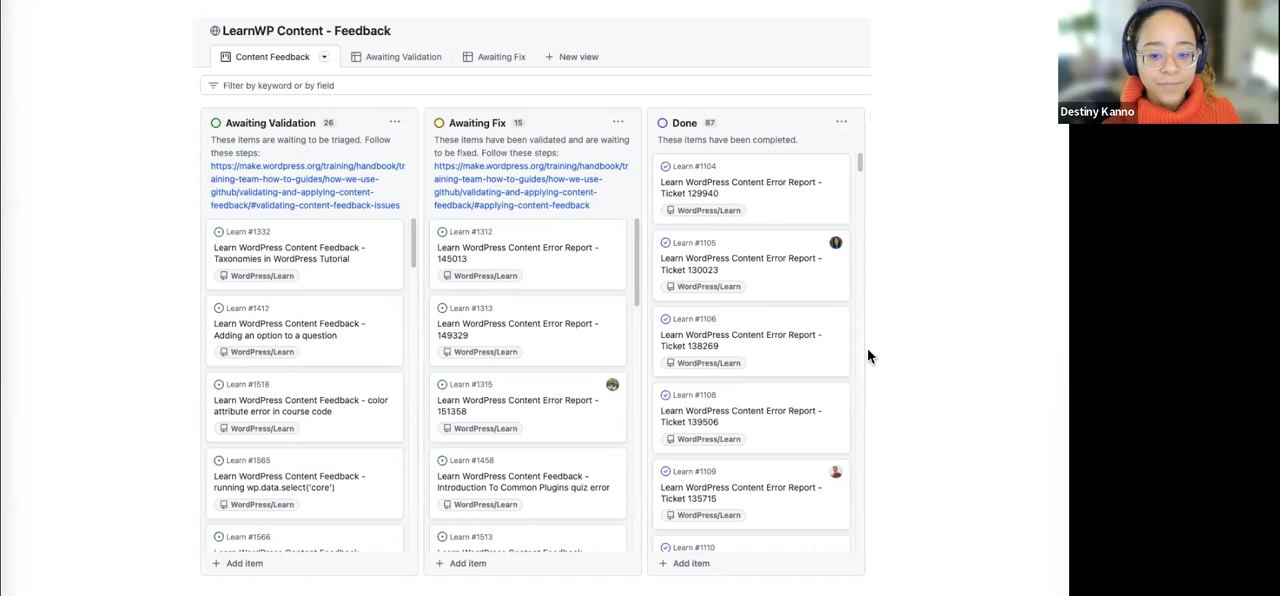 LearnWP Content - Feedback
Content Feedback
Awaiting Validation
Awaiting Fix
New view
Filter by keyword or by field
Awaiting Validation 26
These items are waiting to be triaged. Follow
these steps:
https://make.wordpress.org/training/handbook/tr
aining-team-how-to-guides/how-we-use-
github/validating-and-applying-content-
feedback/#validating-content-feedback-issues
Learn #1332
Learn WordPress Content Feedback -
Taxonomies in WordPress Tutorial
WordPress/Learn
Learn #1412
Learn WordPress Content Feedback -
Adding an option to a question
WordPress/Learn
Learn #1518
Learn WordPress Content Feedback - color
attribute error in course code
WordPress/Learn
Learn #1565
Learn WordPress Content Feedback -
running wp.data.select('core')
WordPress/Learn
Learn #1566
Learn WordPress Content Feedback -
Add item
Awaiting Fix 15
These items have been validated and are waiting
to be fixed. Follow these steps:
https://make.wordpress.org/training/handbook/tr
aining-team-how-to-guides/how-we-use-
github/validating-and-applying-content-
feedback/#applying-content-feedback
Learn #1312
Learn WordPress Content Error Report -
145013
WordPress/Learn
Learn #1313
Learn WordPress Content Error Report -
149329
WordPress/Learn
Learn #1315
Learn WordPress Content Error Report -
151358
WordPress/Learn
Learn #1458
Learn WordPress Content Feedback -
Introduction To Common Plugins quiz error
WordPress/Learn
Learn #1513
Learn WordPress Content Feedback
Add item
Done 87
These items have been completed.
Learn #1104
Learn WordPress Content Error Report -
Ticket 129940
WordPress/Learn
Learn #1105
Learn WordPress Content Error Report -
Ticket 130023
WordPress/Learn
Learn #1106
Learn WordPress Content Error Report -
Ticket 138269
WordPress/Learn
Learn #1108
Learn WordPress Content Error Report -
Ticket 139506
WordPress/Learn
Learn #1109
Learn WordPress Content Error Report -
Ticket 135715
WordPress/Learn
Learn #1110
Add item
Destiny Kanno